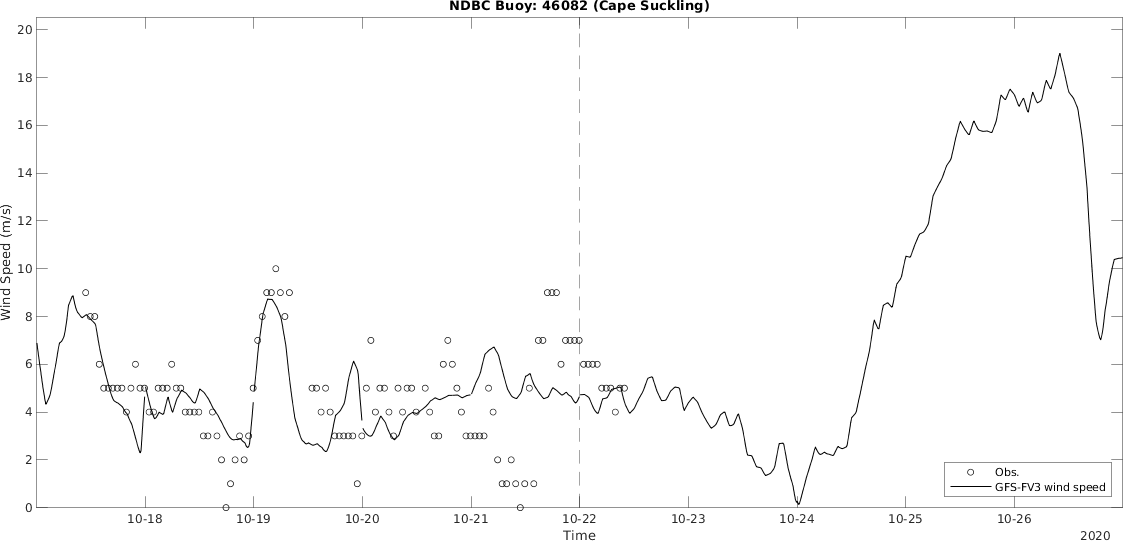 NDBC Buoy: 46082 (Cape Suckling)
20
18
16
14
12
10
8
6
4
2
0
Wind Speed (m/s)
10-18 10-19 10-20 10-21 10-22 10-23 10-24 10-25 10-26
Time
2020
Obs.
GFS-FV3 wind speed